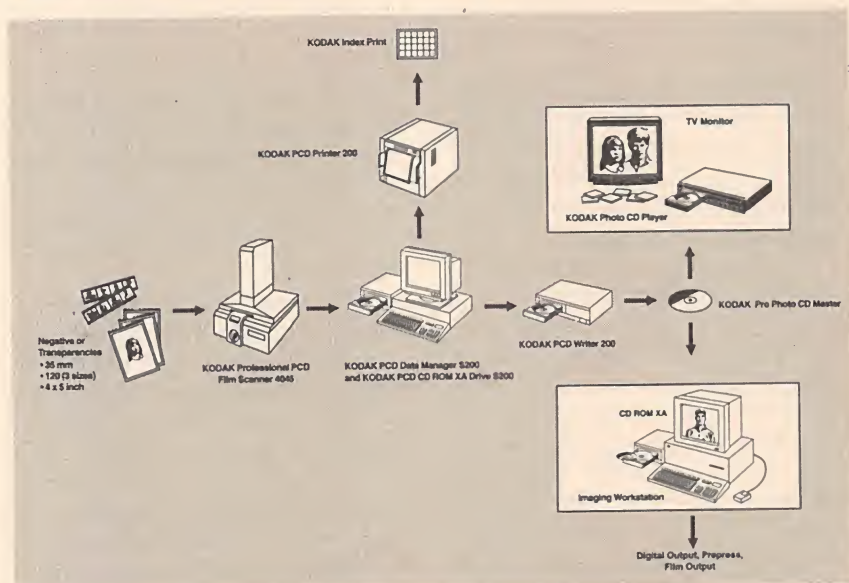 KODAK Index Print
KODAK PCD Printer 200
TV Monitor
KODAK Photo CD Player
Negative or
Transparencies
• 35 mm
• 120 (3 sizes)
• 4 x 5 inch
KODAK Professional PCD
Film Scanner 4045
KODAK PCD Data Manager S200
and KODAK PCD CD ROM XA Drive S200
KODAK PCD Writer 200
KODAK Pro Photo CD Master
CD ROM XA
Imaging Workstation
Digital Output, Prepress,
Film Output